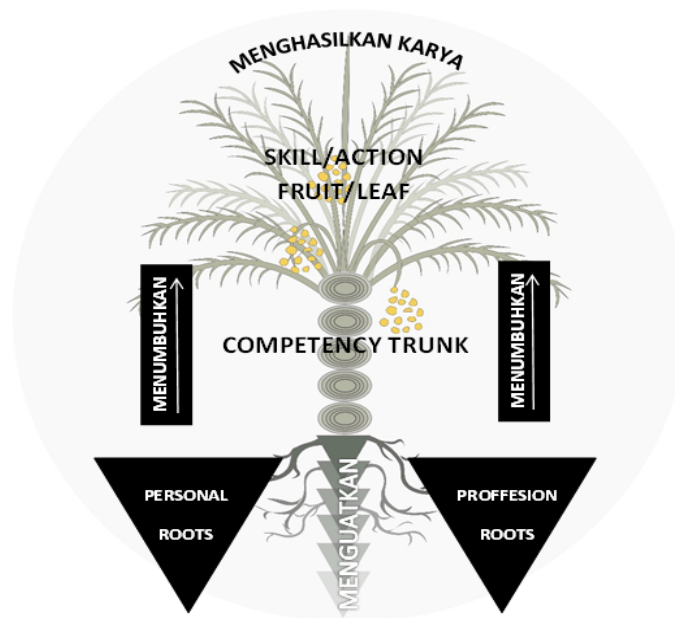 MENGHASILKAN KARYA
SKILL/ACTION
FRUIT/LEAF
MENUMBUHKAN
MENUMBUHKAN
COMPETENCY TRUNK
PERSONAL
ROOTS
MENGUATKAN
PROFFESION
ROOTS